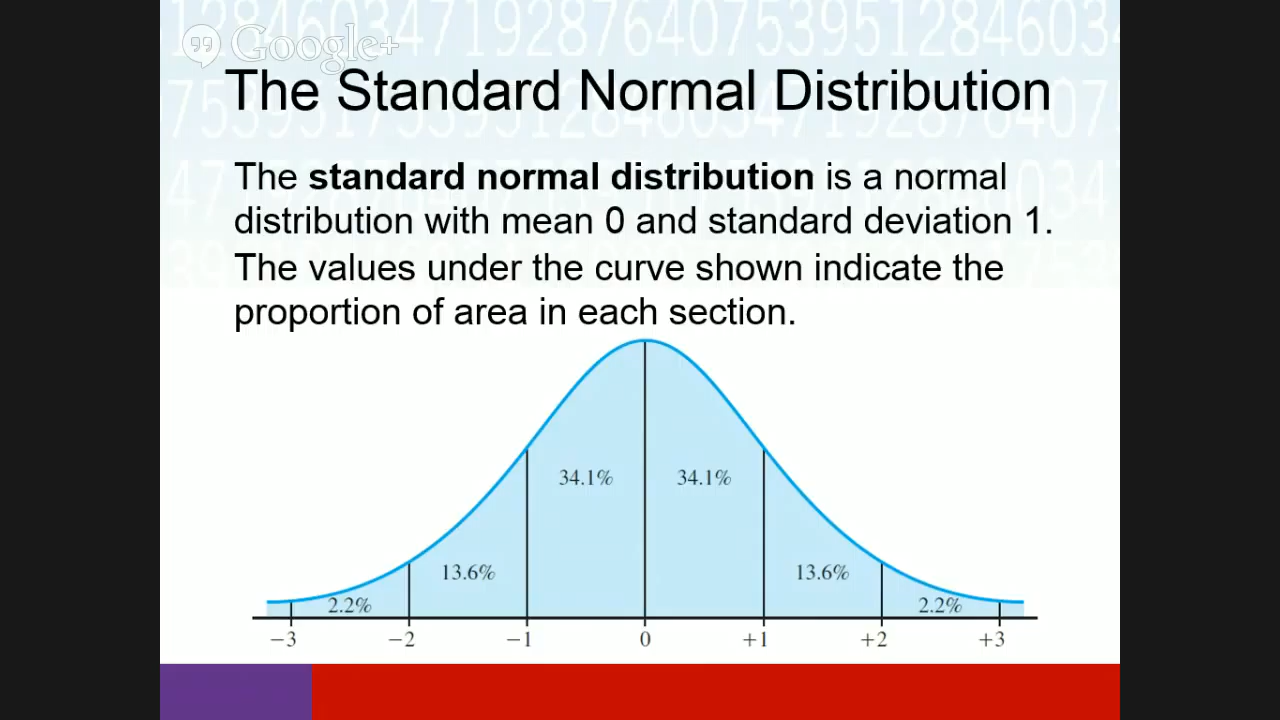 Google+
The Standard Normal Distribution
The standard normal distribution is a normal
distribution with mean 0 and standard deviation 1.
The values under the curve shown indicate the
proportion of area in each section.
34.1% 34.1%
13.6% 13.6%
2.2% 2.2%
−3 −2 −1 0 +1 +2 +3